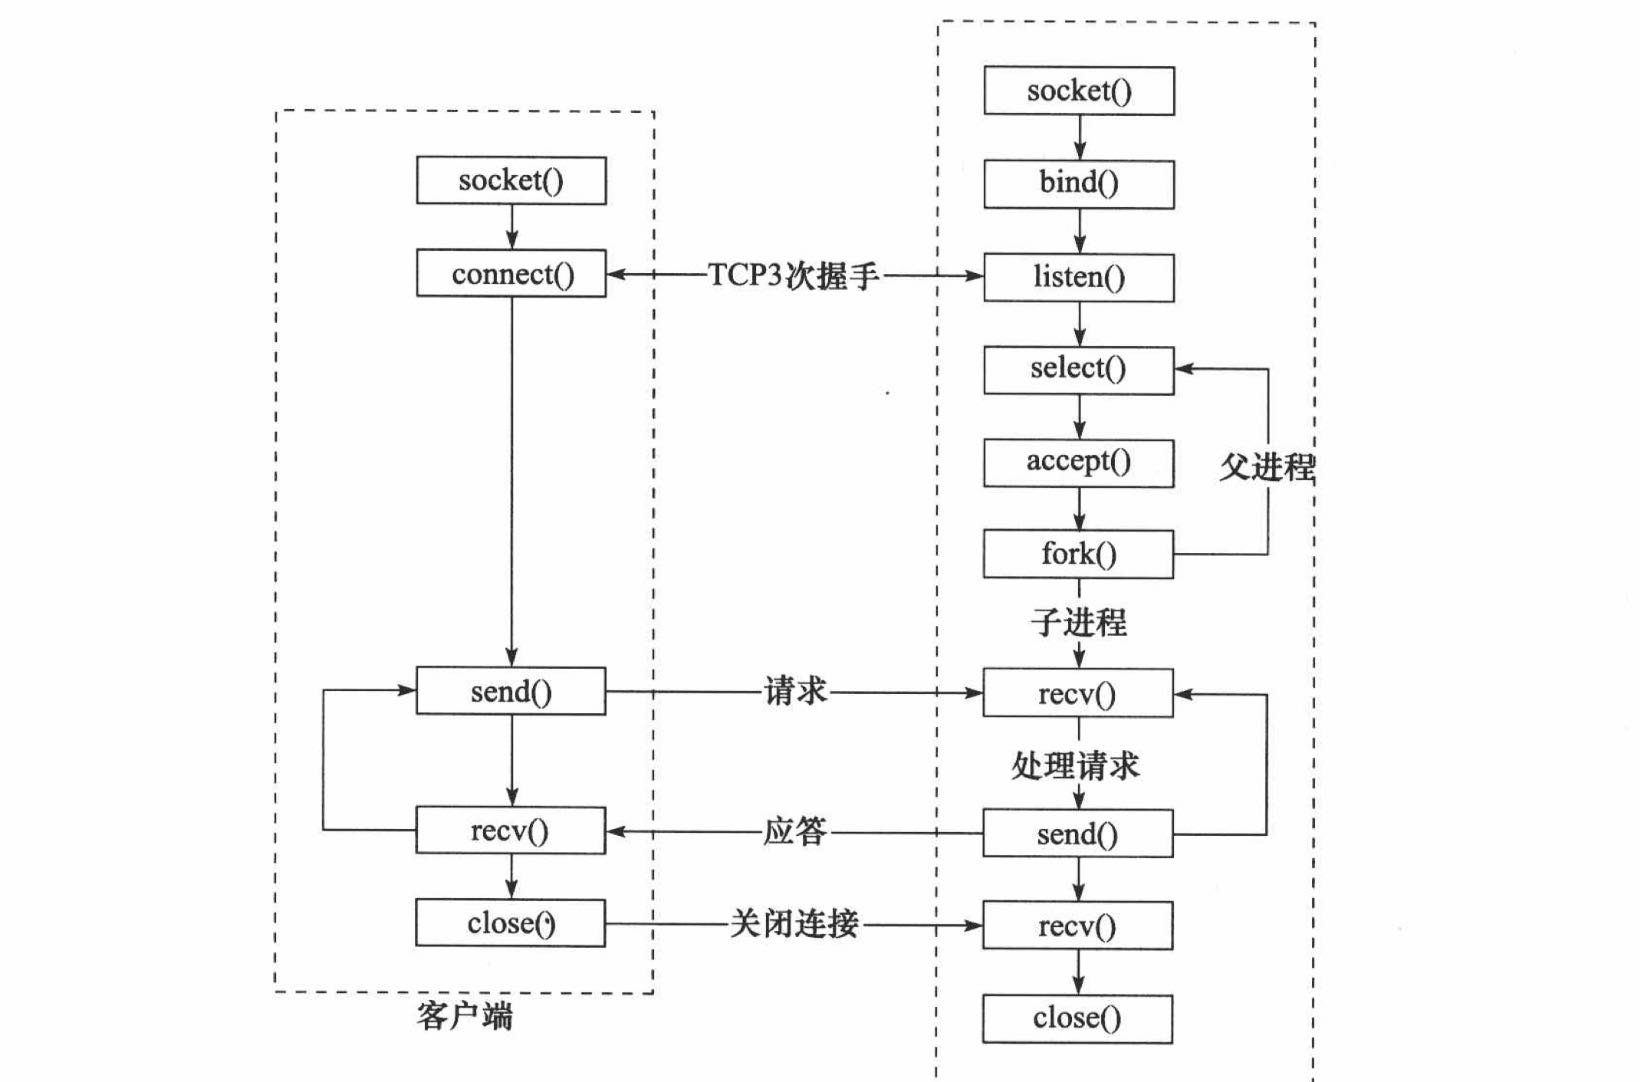 socket()
connect()
send()
recv()
close()
客户端
TCP3次握手
请求
应答
关闭连接
socket()
bind()
listen()
select()
accept()
fork()
父进程
子进程
recv()
处理请求
send()
recv()
close()